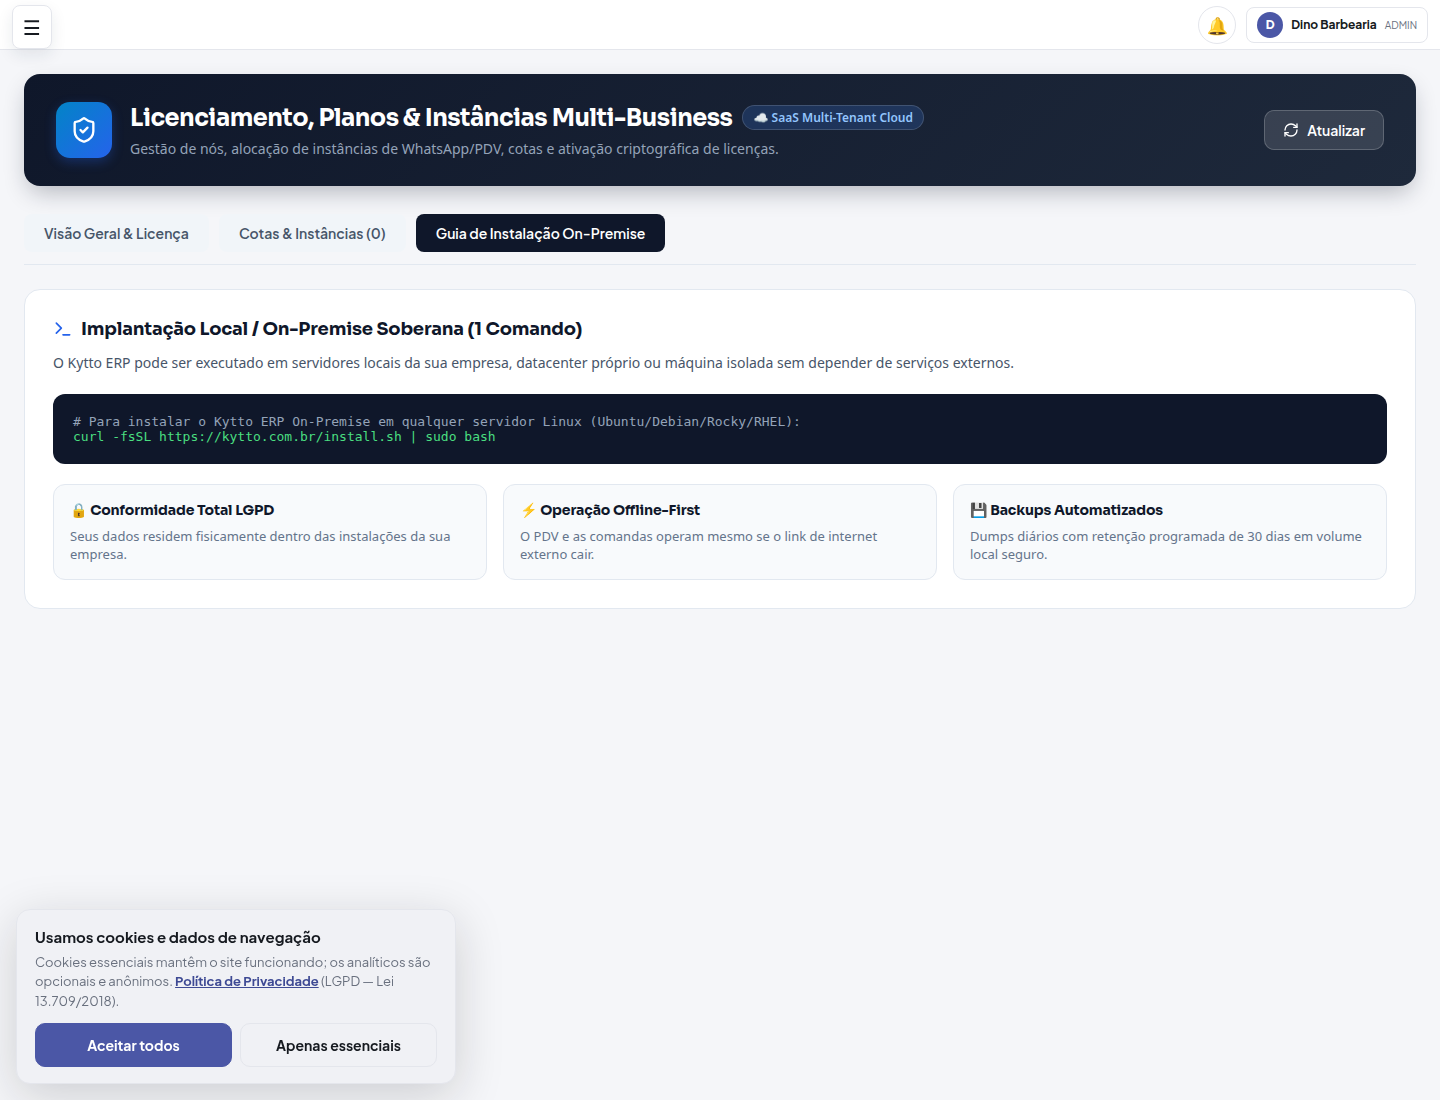 ☰
🔔
D Dino Barbearia ADMIN
Licenciamento, Planos & Instâncias Multi-Business ☁️ SaaS Multi-Tenant Cloud
Gestão de nós, alocação de instâncias de WhatsApp/PDV, cotas e ativação criptográfica de licenças.
Atualizar
Visão Geral & Licença
Cotas & Instâncias (0)
Guia de Instalação On-Premise
Implantação Local / On-Premise Soberana (1 Comando)
O Kytto ERP pode ser executado em servidores locais da sua empresa, datacenter próprio ou máquina isolada sem depender de serviços externos.
# Para instalar o Kytto ERP On-Premise em qualquer servidor Linux (Ubuntu/Debian/Rocky/RHEL):
curl -fsSL https://kytto.com.br/install.sh | sudo bash
🔒 Conformidade Total LGPD
Seus dados residem fisicamente dentro das instalações da sua
empresa.
⚡ Operação Offline-First
O PDV e as comandas operam mesmo se o link de internet
externo cair.
💾 Backups Automatizados
Dumps diários com retenção programada de 30 dias em volume
local seguro.
Usamos cookies e dados de navegação
Cookies essenciais mantêm o site funcionando; os analíticos são
opcionais e anônimos. Política de Privacidade (LGPD — Lei
13.709/2018).
Aceitar todos
Apenas essenciais